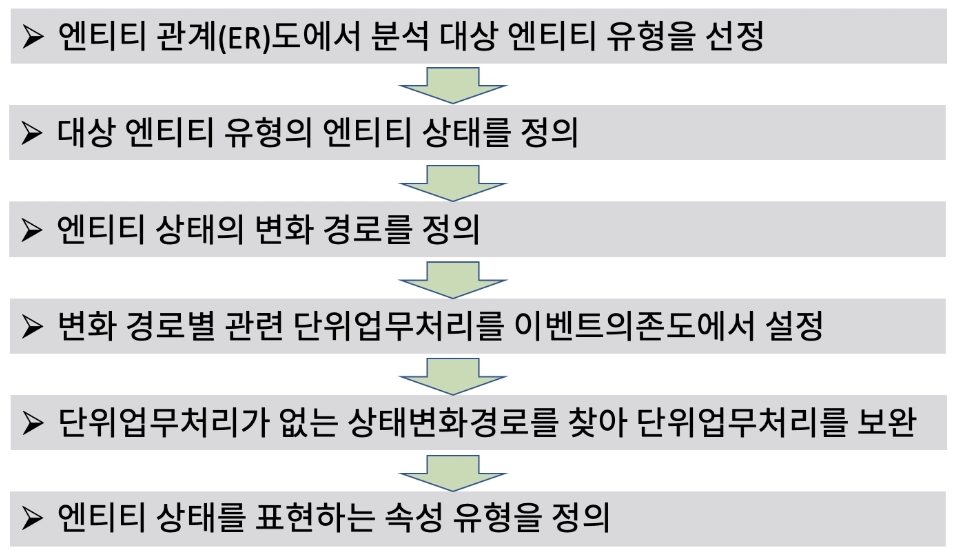 ➢ 엔티티 관계(ER)도에서 분석 대상 엔티티 유형을 선정
➢ 대상 엔티티 유형의 엔티티 상태를 정의
➢ 엔티티 상태의 변화 경로를 정의
➢ 변화 경로별 관련 단위업무처리를 이벤트의존도에서 설정
➢ 단위업무처리가 없는 상태변화경로를 찾아 단위업무처리를 보완
➢ 엔티티 상태를 표현하는 속성 유형을 정의